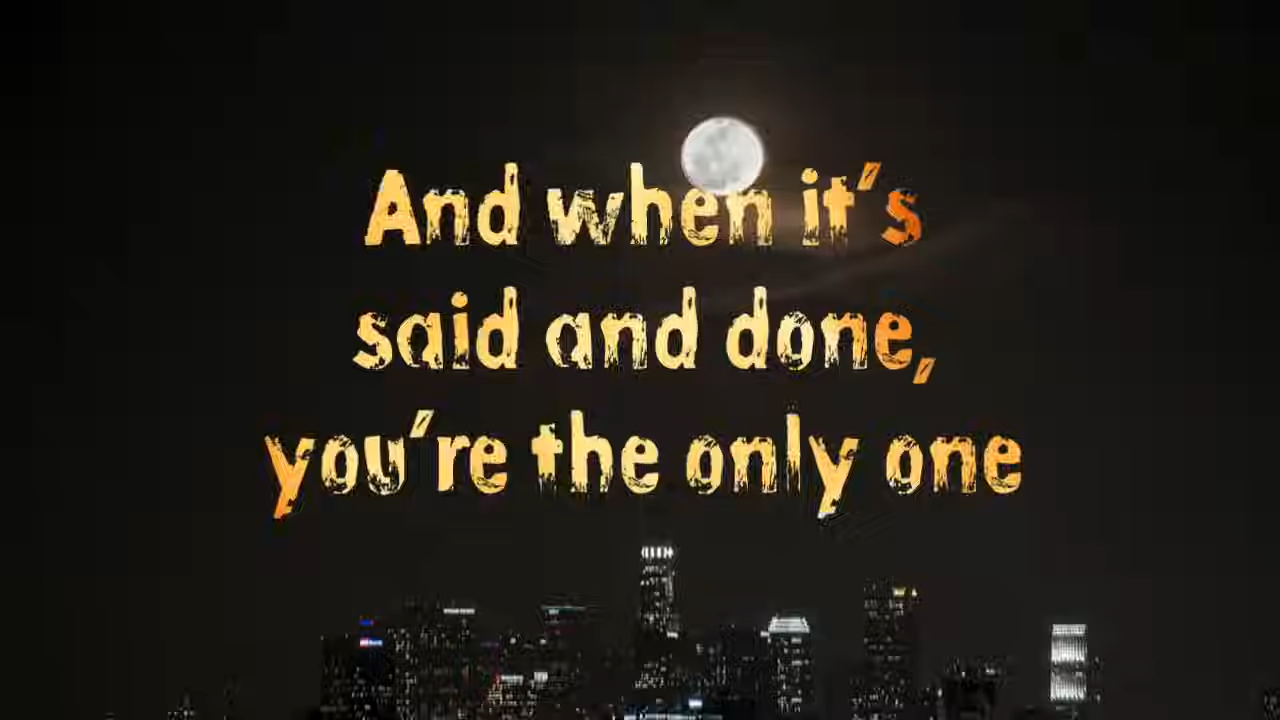 And when it's
said and done,
you're the only one